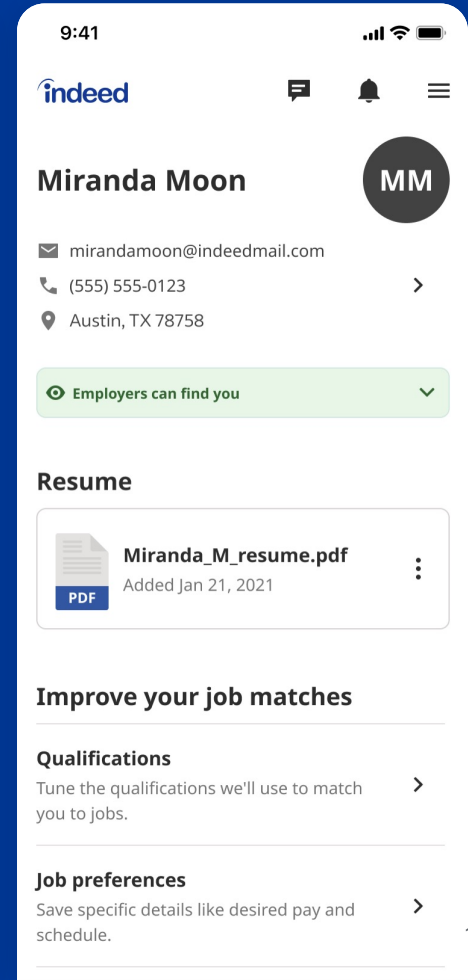 9:41
indeed
Miranda Moon
MM
mirandamoon@indeedmail.com
(555) 555-0123
Austin, TX 78758
Employers can find you
Resume
Miranda_M_resume.pdf
Added Jan 21, 2021
PDF
Improve your job matches
Qualifications
Tune the qualifications we'll use to match
you to jobs.
Job preferences
Save specific details like desired pay and
schedule.